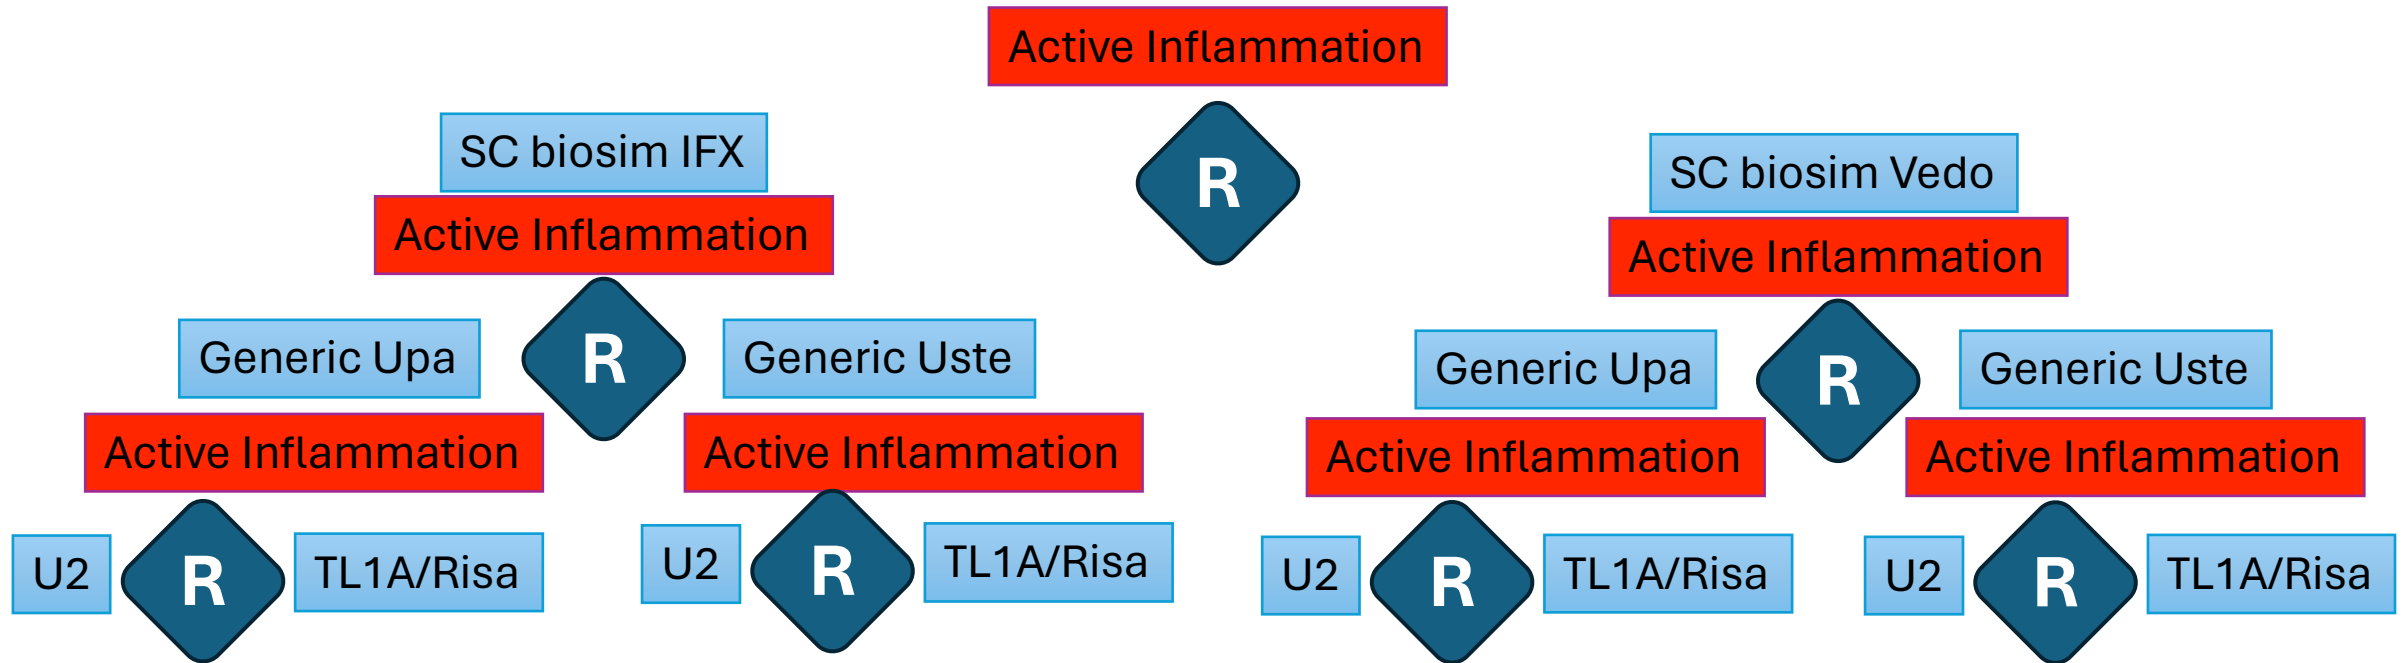 Active Inflammation
R
SC biosim IFX
Active Inflammation
R
Generic Upa
Generic Uste
Active Inflammation
Active Inflammation
U2
R
TL1A/Risa
U2
R
TL1A/Risa
SC biosim Vedo
Active Inflammation
R
Generic Upa
Generic Uste
Active Inflammation
Active Inflammation
U2
R
TL1A/Risa
U2
R
TL1A/Risa